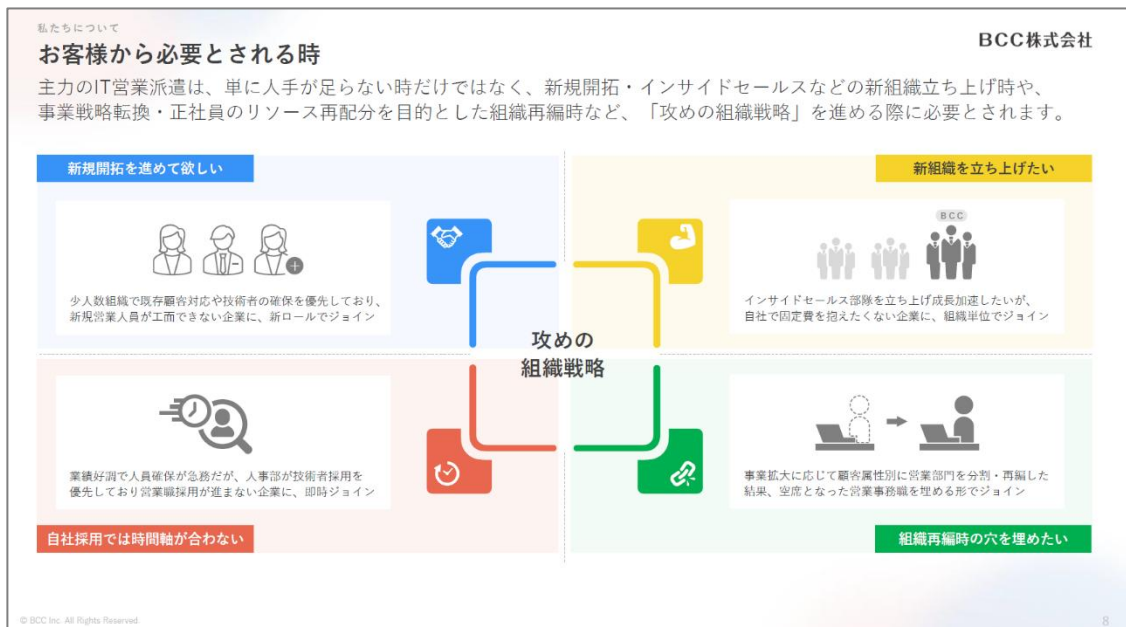 私たちについて
お客様から必要とされる時
BCC株式会社
主力のIT営業派遣は、単に人手が足らない時だけではなく、新規開拓・インサイドセールスなどの新組織立ち上げ時や、
事業戦略転換・正社員のリソース再配分を目的とした組織再編時など、「攻めの組織戦略」を進める際に必要とされます。
新規開拓を進めて欲しい
少人数組織で既存顧客対応や技術者の確保を優先しており、
新規営業人員が工面できない企業に、新ロールでジョイン
新組織を立ち上げたい
BCC
インサイドセールス部隊を立ち上げ成長加速したいが、
自社で固定費を抱えたくない企業に、組織単位でジョイン
攻めの
組織戦略
業績好調で人員確保が急務だが、人事部が技術者採用を
優先しており営業職採用が進まない企業に、即時ジョイン
自社採用では時間軸が合わない
事業拡大に応じて顧客属性別に営業部門を分割・再編した
結果、空席となった営業事務職を埋める形でジョイン
組織再編時の穴を埋めたい
© BCC Inc. All Rights Reserved.
8